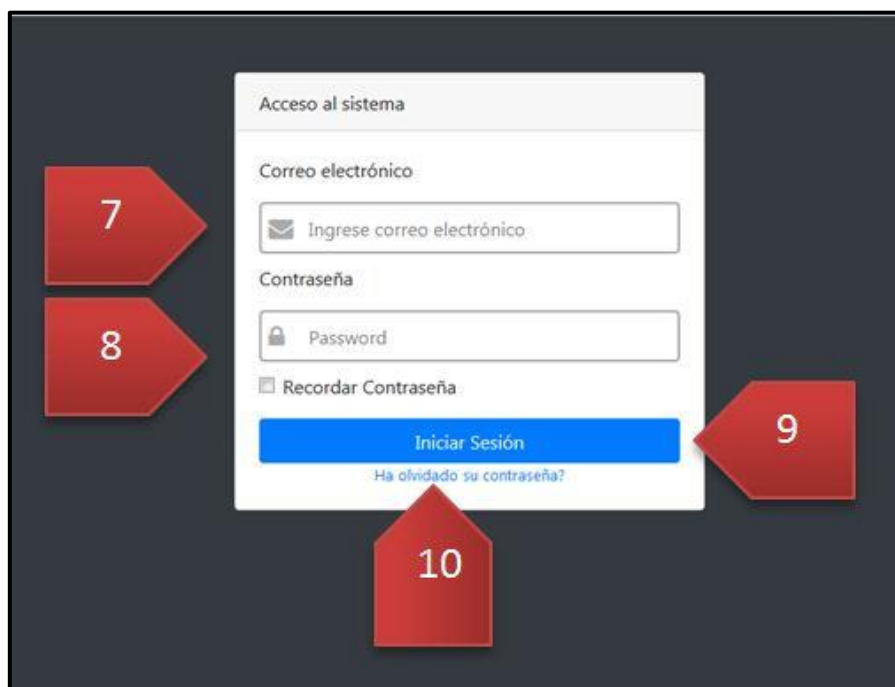 Acceso al sistema
Correo electrónico
7
Ingrese correo electrónico
Contraseña
8
Password
Recordar Contraseña
Iniciar Sesión
9
Ha olvidado su contraseña?
10